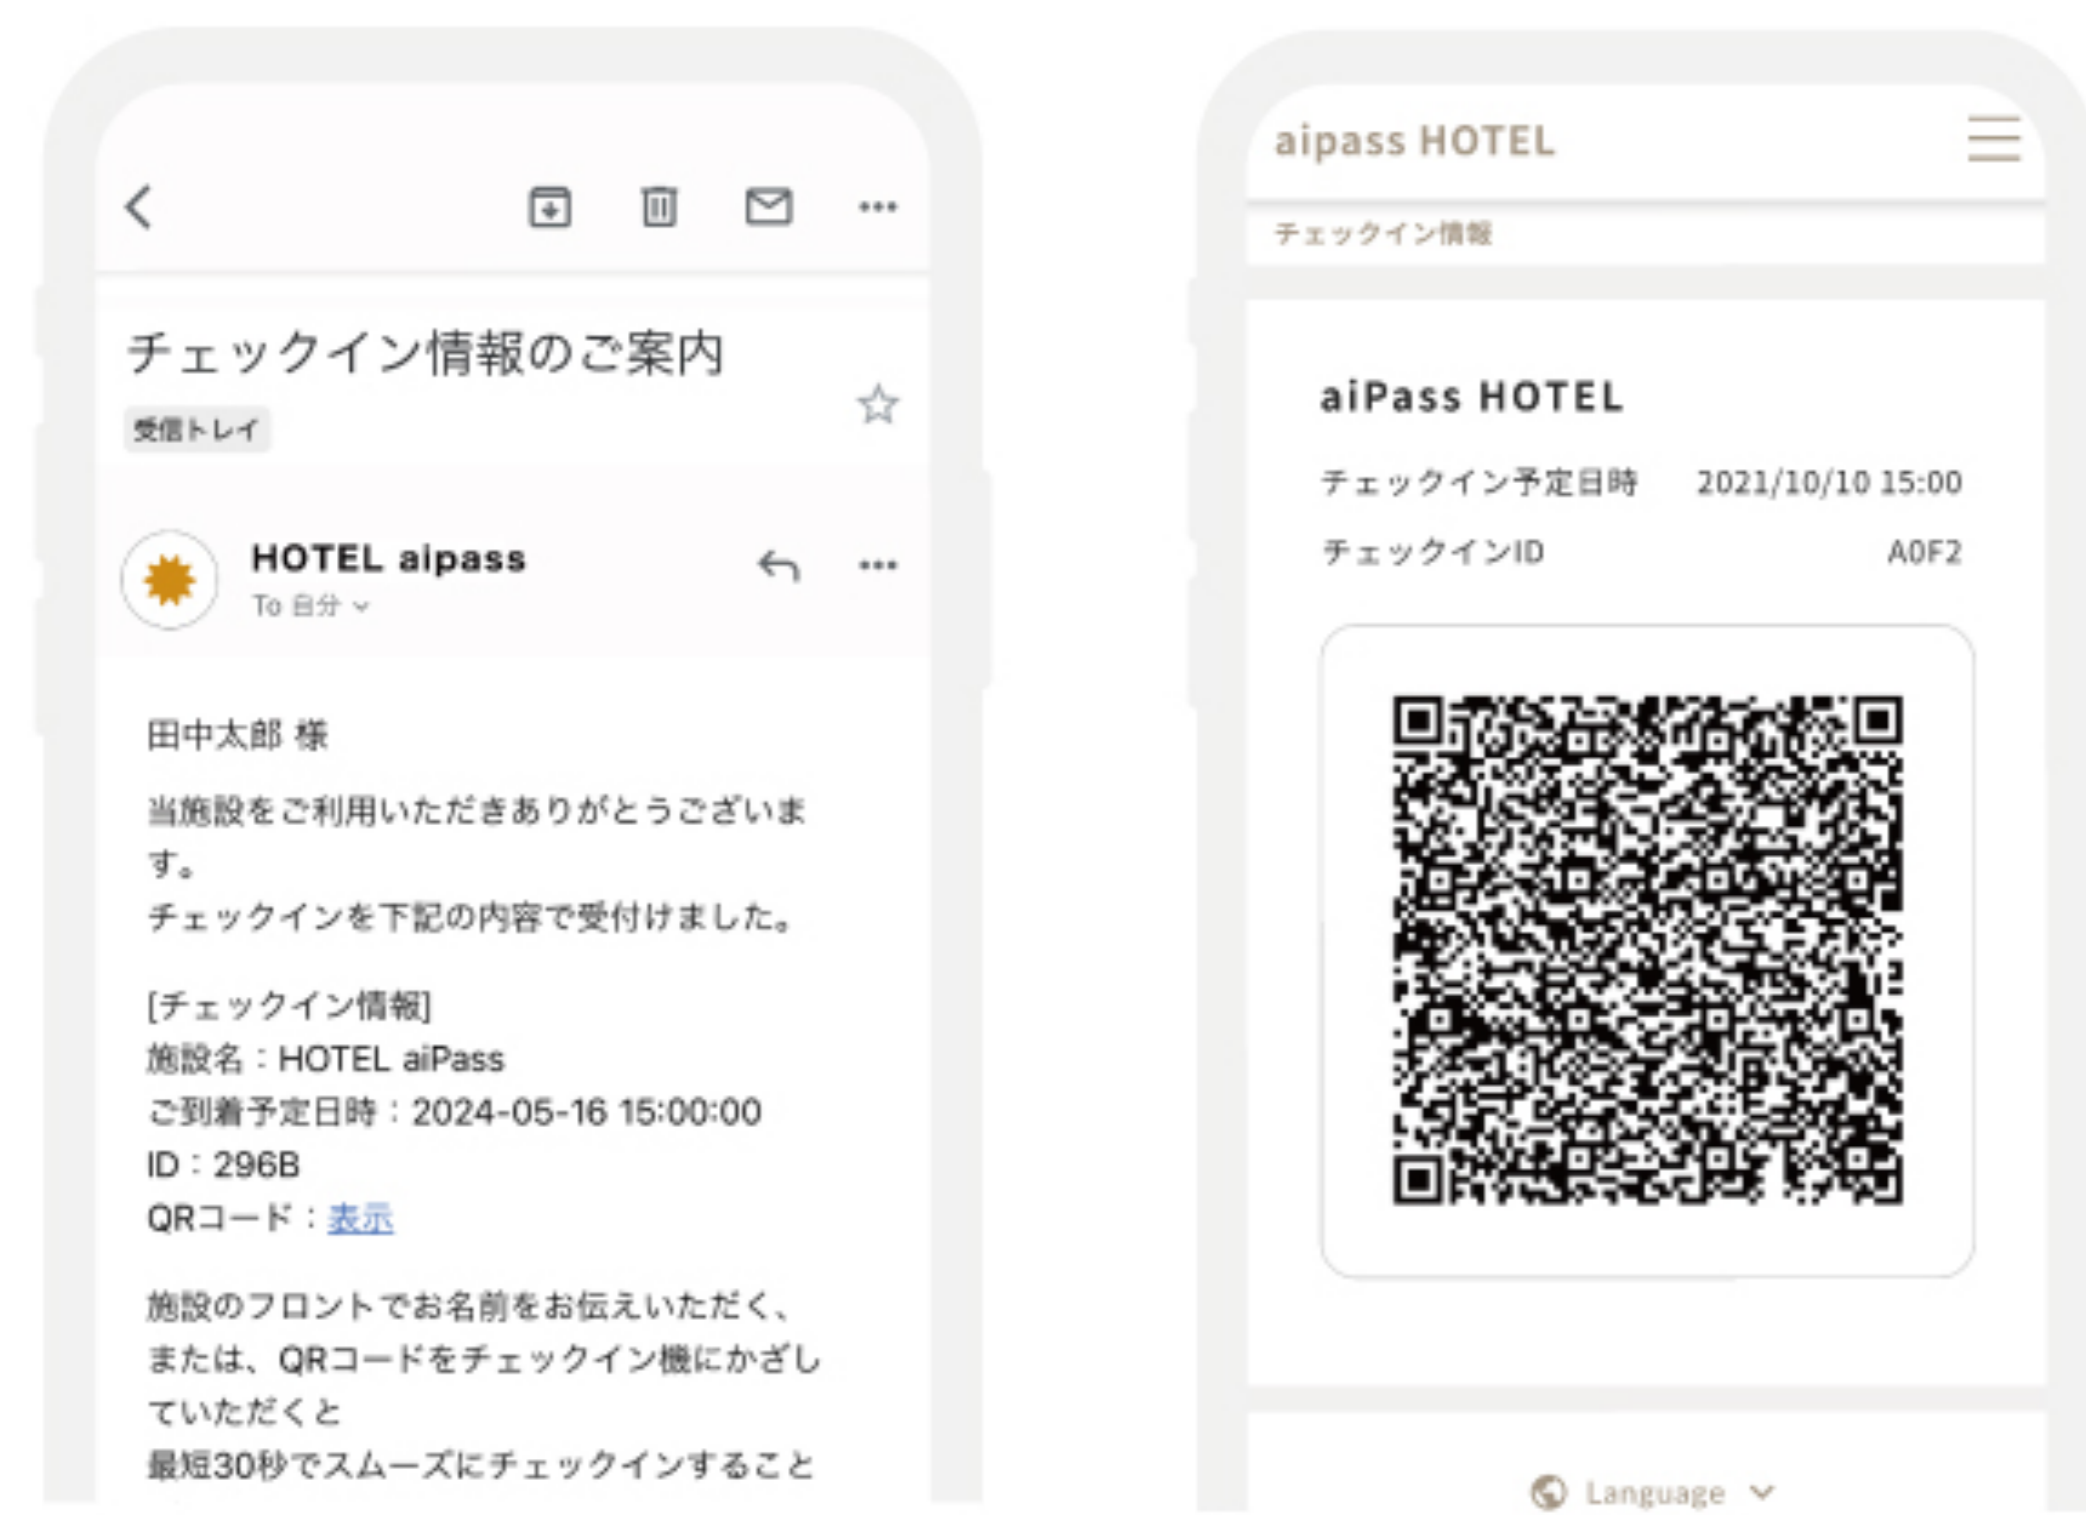 チェックイン情報のご案内
受信トレイ
HOTEL aipass
To 自分
田中太郎 様
当施設をご利用いただきありがとうございま
す。
チェックインを下記の内容で受付けました。
[チェックイン情報]
施設名：HOTEL aiPass
ご到着予定日時：2024-05-16 15:00:00
ID：296B
QRコード：表示
施設のフロントでお名前をお伝えいただく、
または、QRコードをチェックイン機にかざし
ていただくと
最短30秒でスムーズにチェックインすること
aipass HOTEL
チェックイン情報
aiPass HOTEL
チェックイン予定日時 2021/10/10 15:00
チェックインID A0F2
Language